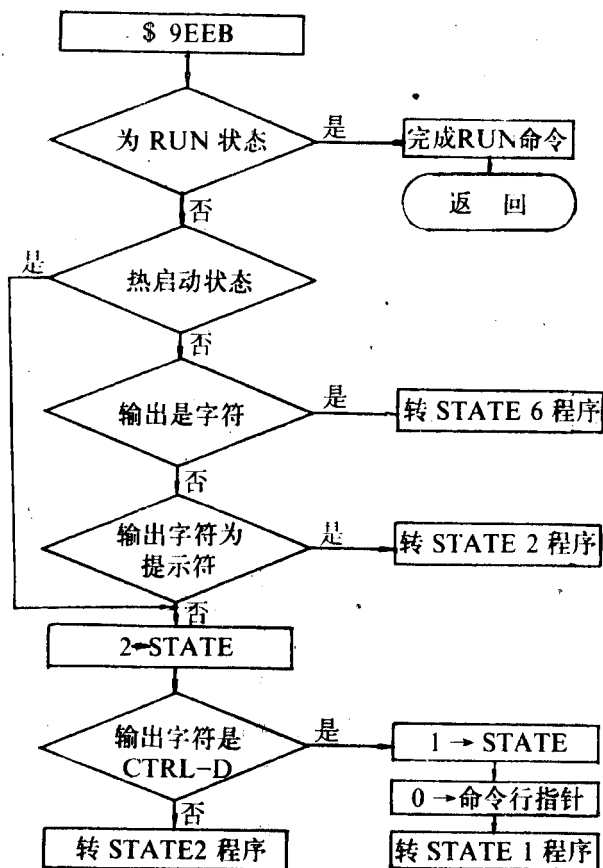 $ 9EEB
为 RUN 状态
是
完成RUN命令
返 回
否
是
热启动状态
否
输出是字符
是
转 STATE 6 程序
否
输出字符为
提示符
是
转 STATE 2 程序
否
2→STATE
输出字符是
CTRL-D
是
1 → STATE
0 →命令行指针
否
转 STATE2 程序
转 STATE 1 程序